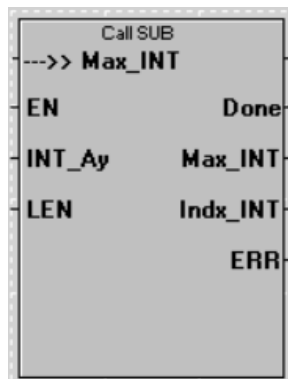 Call SUB
--->> Max_INT
EN Done
INT_Ay Max_INT
LEN Indx_INT
ERR